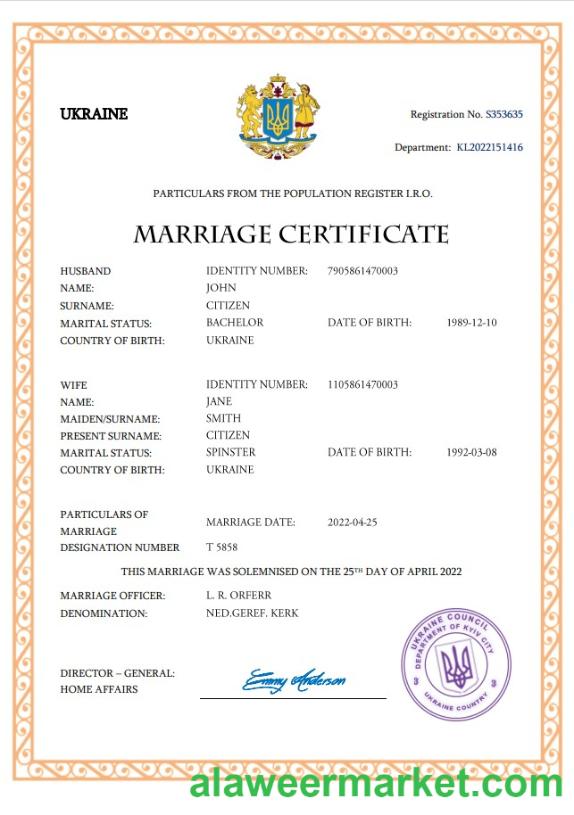 UKRAINE
Registration No. S353635
Department: KL2022151416
PARTICULARS FROM THE POPULATION REGISTER I.R.O.
MARRIAGE CERTIFICATE
HUSBAND IDENTITY NUMBER: 7905861470003
NAME: JOHN
SURNAME: CITIZEN
MARITAL STATUS: BACHELOR DATE OF BIRTH: 1989-12-10
COUNTRY OF BIRTH: UKRAINE
WIFE IDENTITY NUMBER: 1105861470003
NAME: JANE
MAIDEN/SURNAME: SMITH
PRESENT SURNAME: CITIZEN
MARITAL STATUS: SPINSTER DATE OF BIRTH: 1992-03-08
COUNTRY OF BIRTH: UKRAINE
PARTICULARS OF
MARRIAGE MARRIAGE DATE: 2022-04-25
DESIGNATION NUMBER T 5858
THIS MARRIAGE WAS SOLEMNISED ON THE 25TH DAY OF APRIL 2022
MARRIAGE OFFICER: L. R. ORFERR
DENOMINATION: NED.GEREF. KERK
UKRAINE COUNCIL
DEPARTMENT OF KYIV CITY
3 3
UKRAINE COUNTRY
DIRECTOR – GENERAL:
HOME AFFAIRS
Emmy Anderson
alaweermarket.com